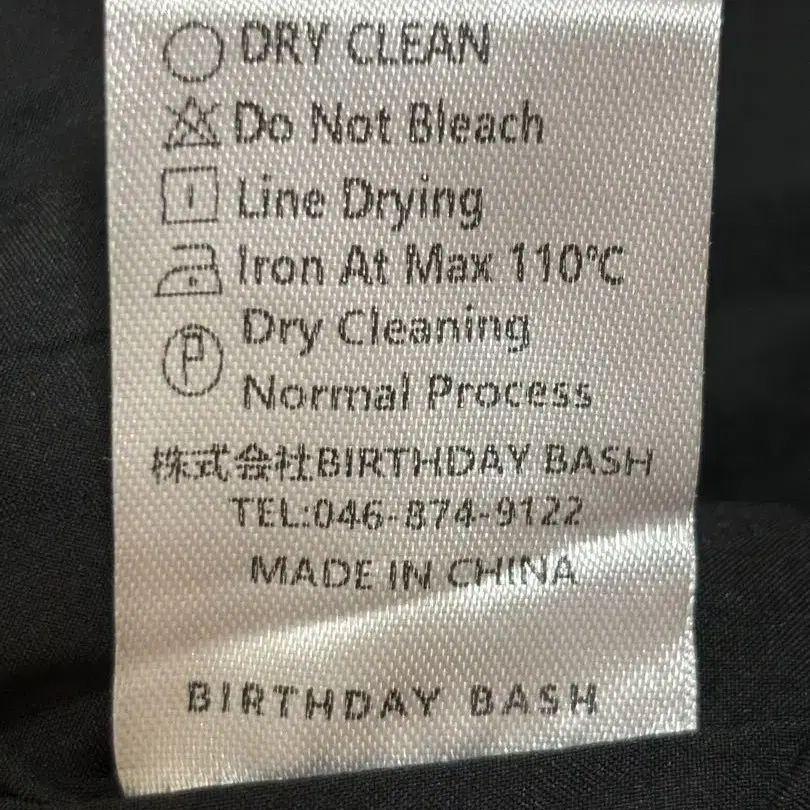 DRY CLEAN
Do Not Bleach
Line Drying
Iron At Max 110℃
Dry Cleaning
P
Normal Process
株式会社BIRTHDAY BASH
TEL:046-874-9122
MADE IN CHINA
BIRTHDAY BASH